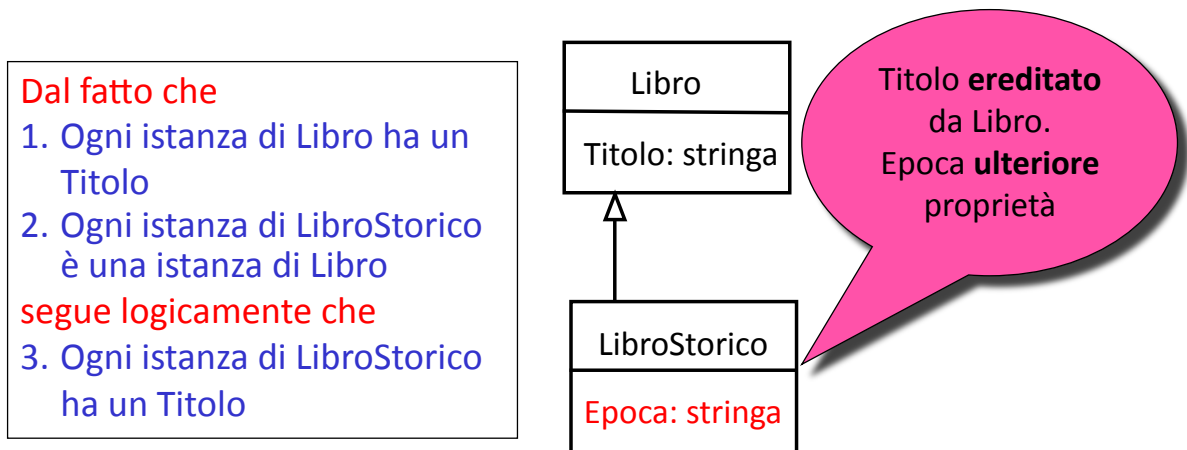 Dal fatto che
1. Ogni istanza di Libro ha un
Titolo
2. Ogni istanza di LibroStorico
è una istanza di Libro
segue logicamente che
3. Ogni istanza di LibroStorico
ha un Titolo
Libro
Titolo: stringa
LibroStorico
Epoca: stringa
Titolo ereditato
da Libro.
Epoca ulteriore
proprietà